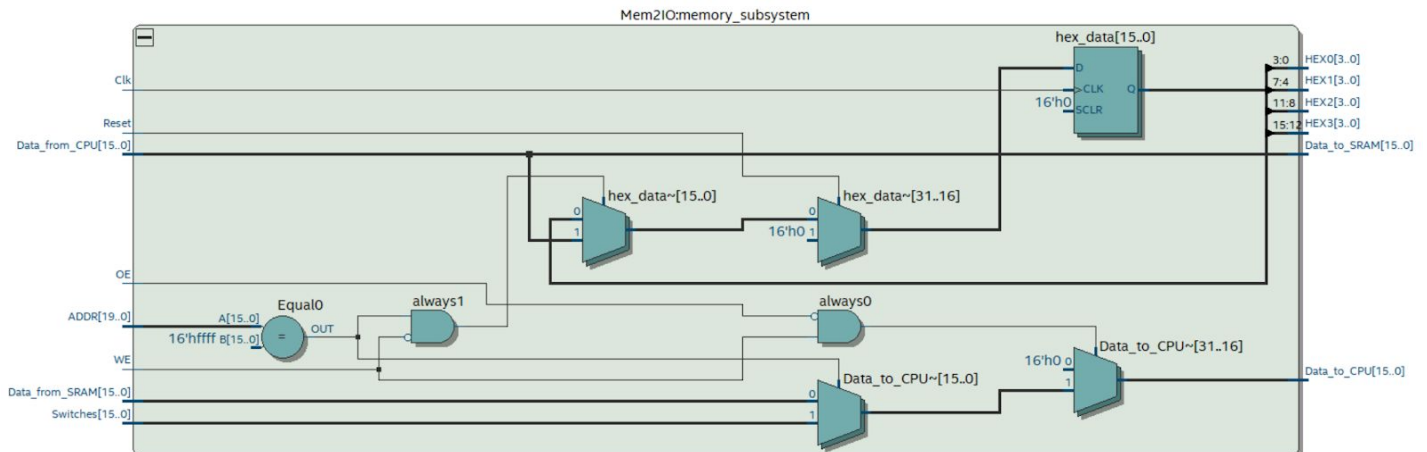 Mem2IO:memory_subsystem
hex_data[15..0]
D
CLK
Q
16'h0
SCLR
3:0
HEX0[3..0]
7:4
HEX1[3..0]
11:8
HEX2[3..0]
15:12
HEX3[3..0]
Clk
Reset
Data_from_CPU[15..0]
Data_to_SRAM[15..0]
hex_data~[15..0]
0
1
hex_data~[31..16]
0
16'h0
1
OE
ADDR[19..0]
Equal0
A[15..0]
=
OUT
16'hffff
B[15..0]
always1
always0
WE
Data_from_SRAM[15..0]
Switches[15..0]
Data_to_CPU~[15..0]
0
1
Data_to_CPU~[31..16]
16'h0
0
1
Data_to_CPU[15..0]